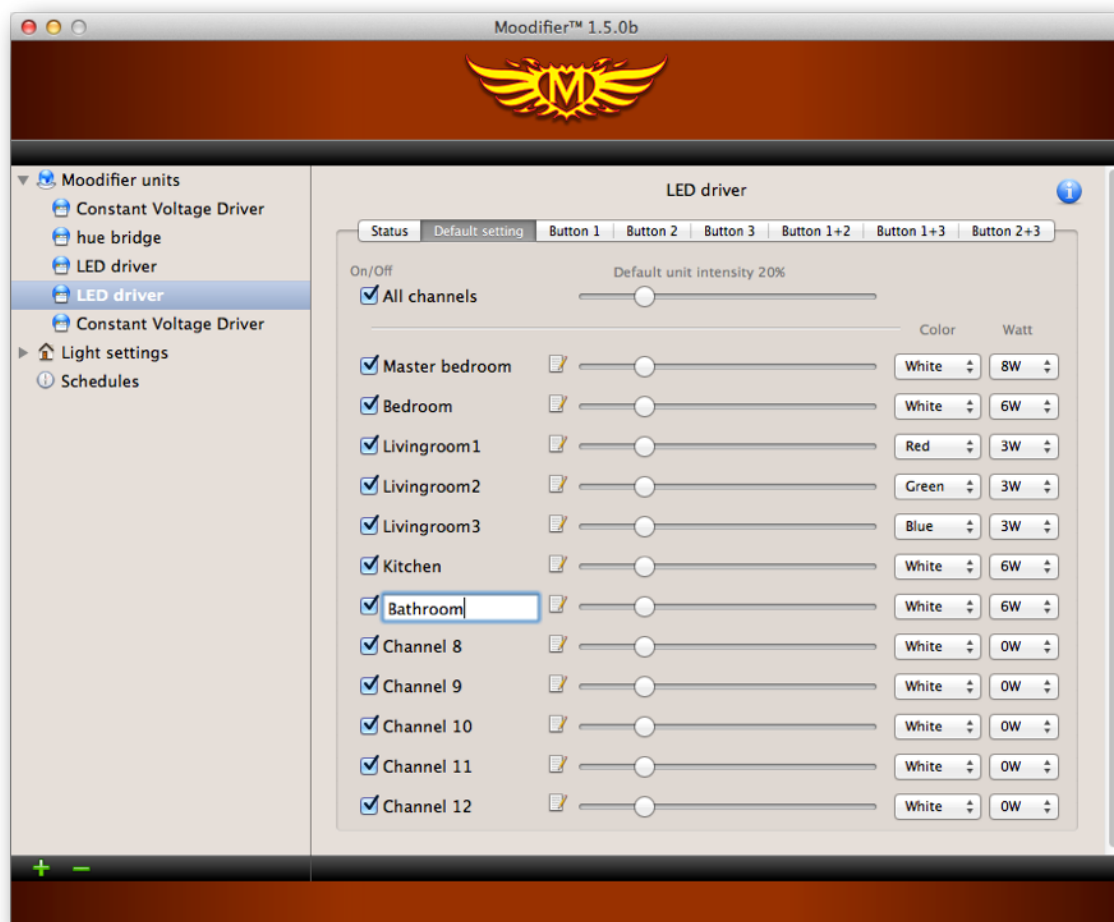 Moodifier™ 1.5.0b
M
Moodifier units
Constant Voltage Driver
hue bridge
LED driver
LED driver
Constant Voltage Driver
Light settings
Schedules
LED driver
Status Default setting Button 1 Button 2 Button 3 Button 1+2 Button 1+3 Button 2+3
On/Off Default unit intensity 20%
All channels
Color Watt
Master bedroom White 8W
Bedroom White 6W
Livingroom1 Red 3W
Livingroom2 Green 3W
Livingroom3 Blue 3W
Kitchen White 6W
Bathroom White 6W
Channel 8 White 0W
Channel 9 White 0W
Channel 10 White 0W
Channel 11 White 0W
Channel 12 White 0W